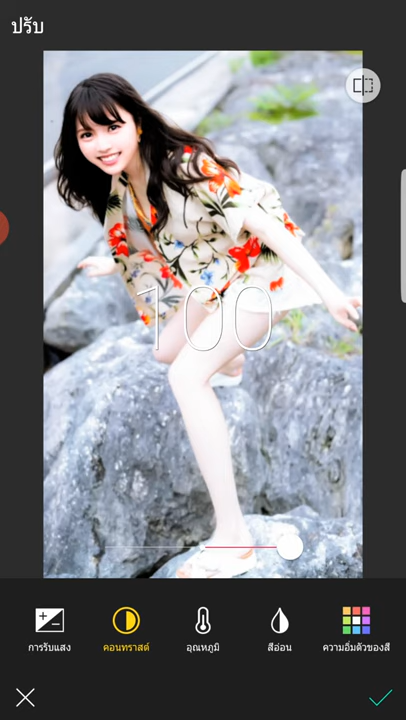 ปรับ
100
การรับแสง
คอนทราสต์
อุณหภูมิ
สีอ่อน
ความอิ่มตัวของสี